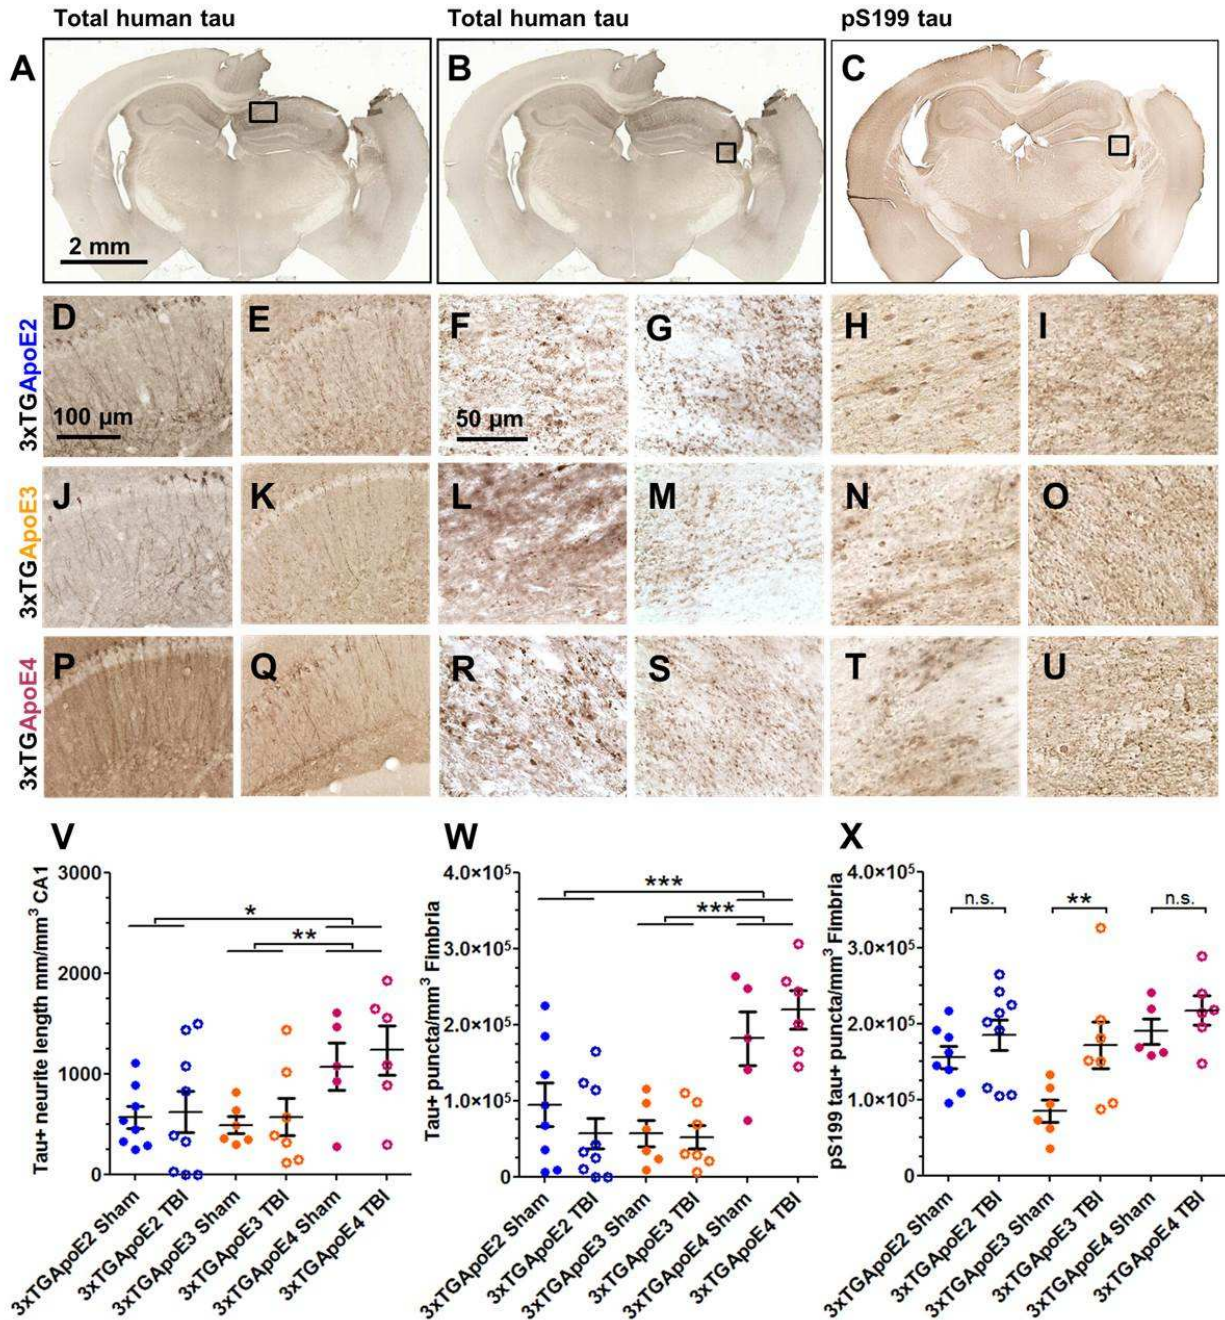 Total human tau Total human tau pS199 tau
A B C
2 mm
3xTGApoE2
D E F G H I
100 µm 50 µm
3xTGApoE3
J K L M N O
3xTGApoE4
P Q R S T U
V
Tau+ neurite length mm/mm³ CA1
3000
2000
1000
0
*
**
3xTGApoE2 Sham
3xTGApoE2 TBI
3xTGApoE3 Sham
3xTGApoE3 TBI
3xTGApoE4 Sham
3xTGApoE4 TBI
W
Tau+ puncta/mm³ Fimbria
4.0×10⁵
3.0×10⁵
2.0×10⁵
1.0×10⁵
0
***
***
3xTGApoE2 Sham
3xTGApoE2 TBI
3xTGApoE3 Sham
3xTGApoE3 TBI
3xTGApoE4 Sham
3xTGApoE4 TBI
X
pS199 tau+ puncta/mm³ Fimbria
4.0×10⁵
3.0×10⁵
2.0×10⁵
1.0×10⁵
0
n.s. ** n.s.
3xTGApoE2 Sham
3xTGApoE2 TBI
3xTGApoE3 Sham
3xTGApoE3 TBI
3xTGApoE4 Sham
3xTGApoE4 TBI